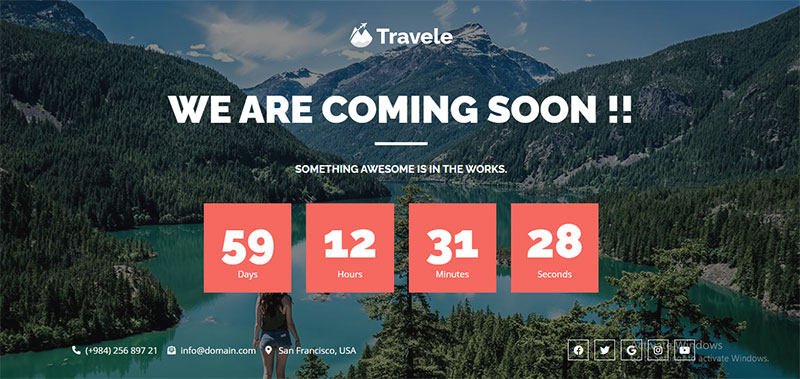 Travele
WE ARE COMING SOON !!
SOMETHING AWESOME IS IN THE WORKS.
59 12 31 28
Days Hours Minutes Seconds
(+984) 256 897 21 info@domain.com San Francisco, USA
Activate Windows
Go to Settings to activate Windows.